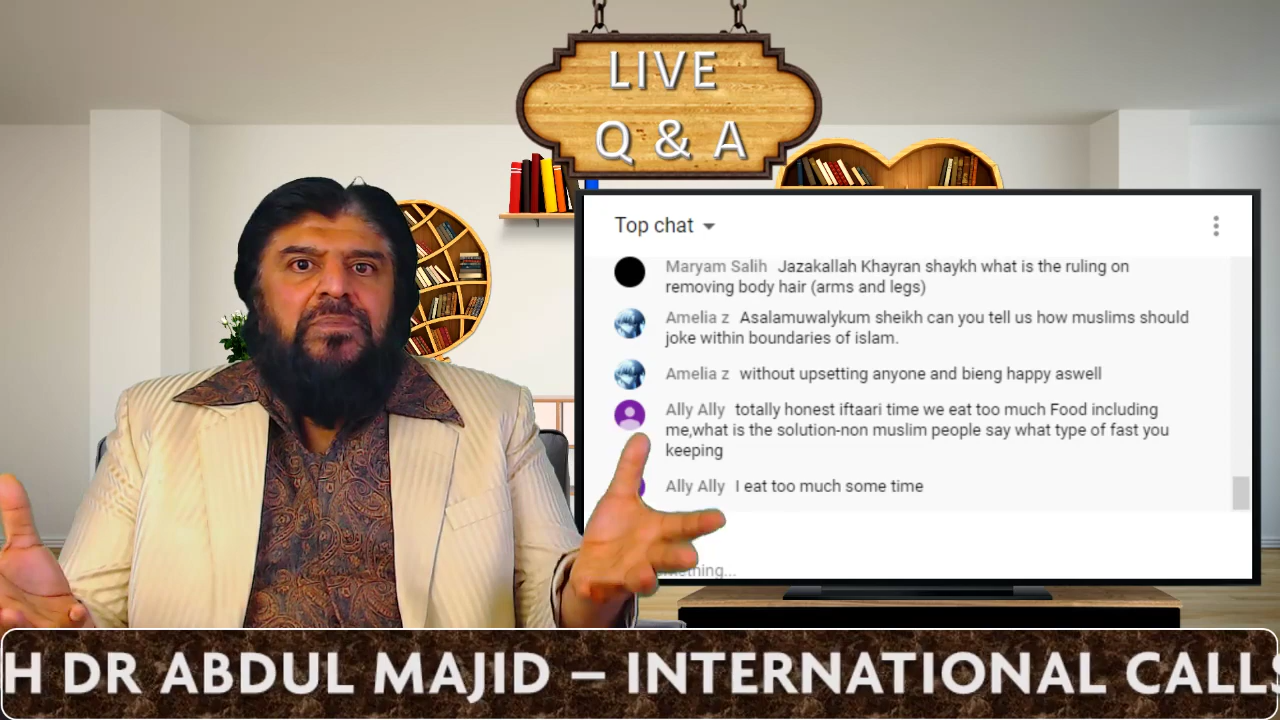 LIVE
Q & A
Top chat
Maryam Salih Jazakallah Khayran shaykh what is the ruling on
removing body hair (arms and legs)
Amelia z Asalamuwalykum sheikh can you tell us how muslims should
joke within boundaries of islam.
Amelia z without upsetting anyone and bieng happy aswell
Ally Ally totally honest iftaari time we eat too much Food including
me,what is the solution-non muslim people say what type of fast you
keeping
Ally Ally I eat too much some time
H DR ABDUL MAJID – INTERNATIONAL CALLS